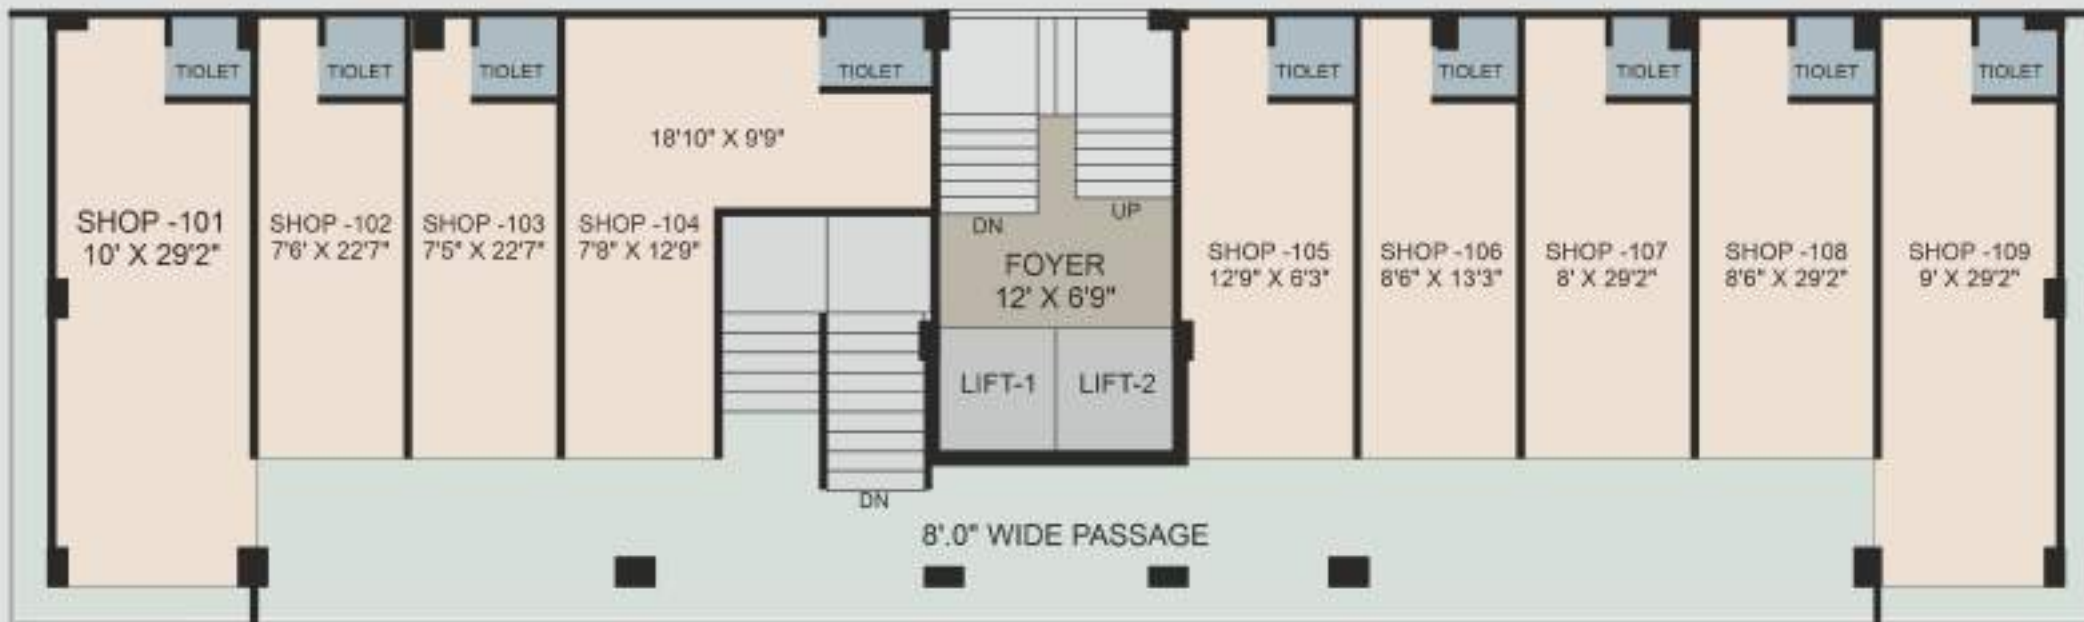 TIOLET
TIOLET
TIOLET
TIOLET
TIOLET
TIOLET
TIOLET
TIOLET
TIOLET
18'10" X 9'9"
SHOP -101
10' X 29'2"
SHOP -102
7'6' X 22'7"
SHOP -103
7'5" X 22'7"
SHOP -104
7'8" X 12'9"
DN
UP
FOYER
12' X 6'9"
SHOP -105
12'9" X 6'3"
SHOP -106
8'6" X 13'3"
SHOP -107
8' X 29'2"
SHOP -108
8'6" X 29'2"
SHOP -109
9' X 29'2"
LIFT-1
LIFT-2
DN
8'.0" WIDE PASSAGE